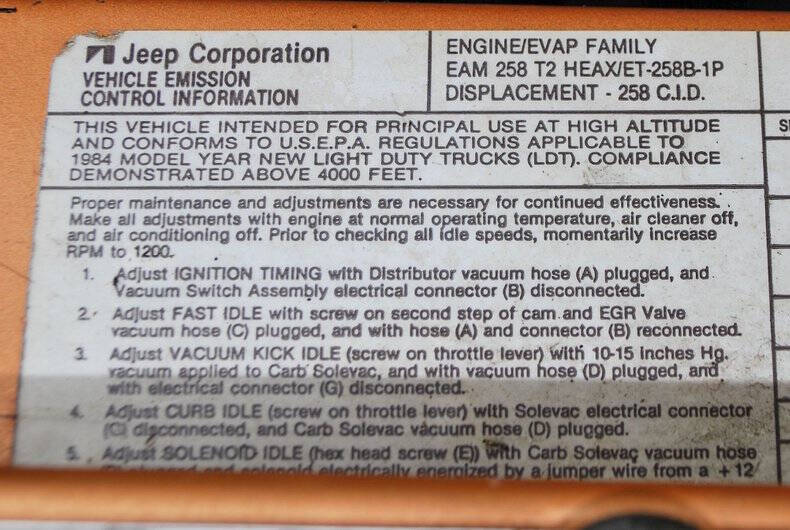 Jeep Corporation
VEHICLE EMISSION
CONTROL INFORMATION
ENGINE/EVAP FAMILY
EAM 258 T2 HEAX/ET-258B-1P
DISPLACEMENT - 258 C.I.D.
THIS VEHICLE INTENDED FOR PRINCIPAL USE AT HIGH ALTITUDE
AND CONFORMS TO U.S.E.P.A. REGULATIONS APPLICABLE TO
1984 MODEL YEAR NEW LIGHT DUTY TRUCKS (LDT). COMPLIANCE
DEMONSTRATED ABOVE 4000 FEET.
Proper maintenance and adjustments are necessary for continued effectiveness.
Make all adjustments with engine at normal operating temperature, air cleaner off,
and air conditioning off. Prior to checking all idle speeds, momentarily increase
RPM to 1200.
1. Adjust IGNITION TIMING with Distributor vacuum hose (A) plugged, and
Vacuum Switch Assembly electrical connector (B) disconnected.
2. Adjust FAST IDLE with screw on second step of cam and EGR Valve
vacuum hose (C) plugged, and with hose (A) and connector (B) reconnected.
3. Adjust VACUUM KICK IDLE (screw on throttle lever) with 10-15 inches Hg.
vacuum applied to Carb Solevac, and with vacuum hose (D) plugged, and
with electrical connector (G) disconnected.
4. Adjust CURB IDLE (screw on throttle lever) with Solevac electrical connector
disconnected, and Carb Solevac vacuum hose (D) plugged.
5. Adjust SOLENOID IDLE (hex head screw (E)) with Carb Solevac vacuum hose
and solenoid electrically energized by a jumper wire from a +12